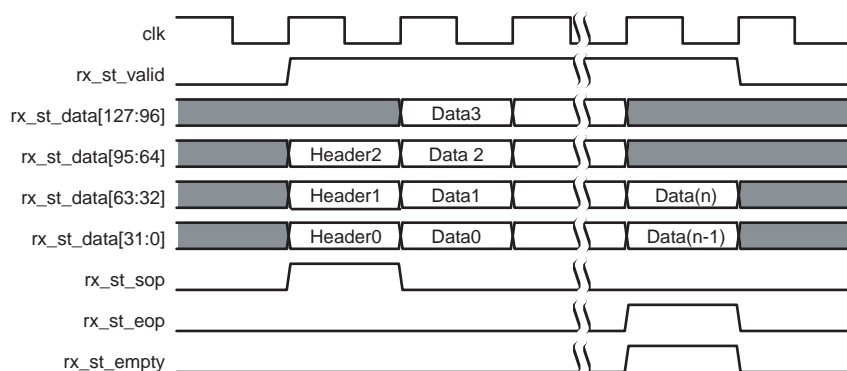 clk
rx_st_valid
rx_st_data[127:96] Data3
rx_st_data[95:64] Header2 Data 2
rx_st_data[63:32] Header1 Data1 Data(n)
rx_st_data[31:0] Header0 Data0 Data(n-1)
rx_st_sop
rx_st_eop
rx_st_empty